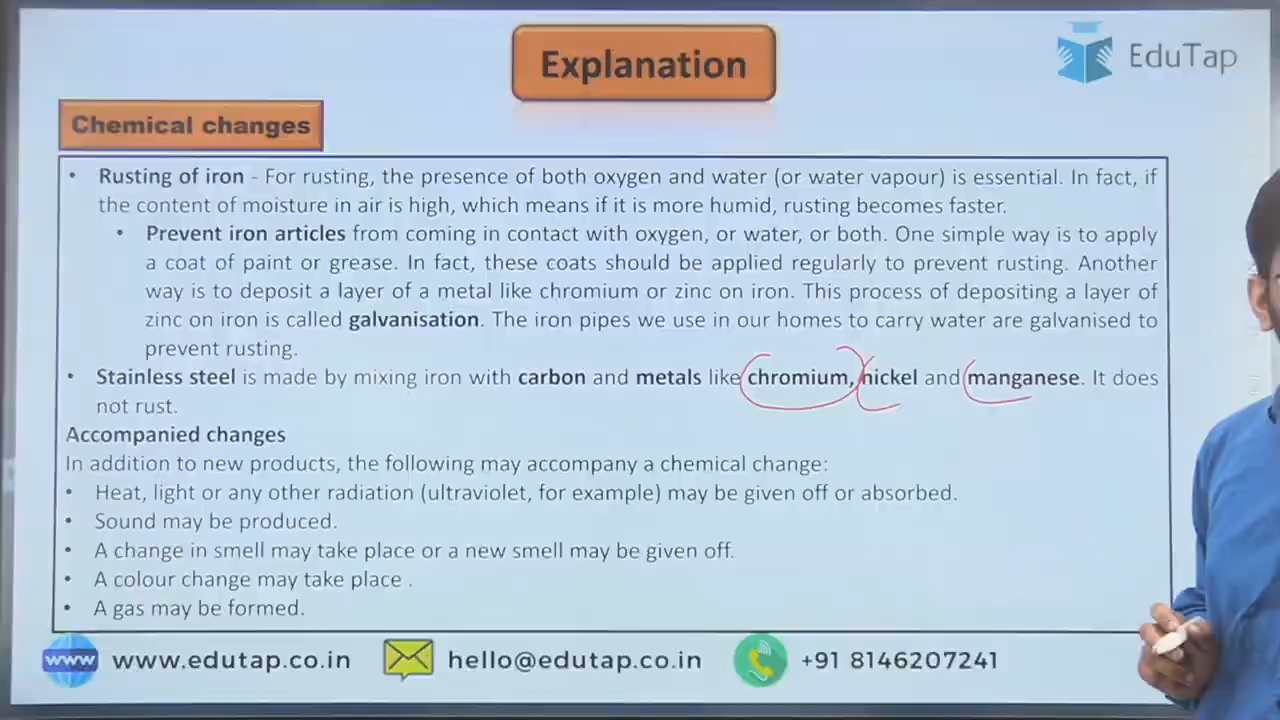 Explanation
EduTap
Chemical changes
• Rusting of iron - For rusting, the presence of both oxygen and water (or water vapour) is essential. In fact, if
the content of moisture in air is high, which means if it is more humid, rusting becomes faster.
• Prevent iron articles from coming in contact with oxygen, or water, or both. One simple way is to apply
a coat of paint or grease. In fact, these coats should be applied regularly to prevent rusting. Another
way is to deposit a layer of a metal like chromium or zinc on iron. This process of depositing a layer of
zinc on iron is called galvanisation. The iron pipes we use in our homes to carry water are galvanised to
prevent rusting.
• Stainless steel is made by mixing iron with carbon and metals like chromium, nickel and manganese. It does
not rust.
Accompanied changes
In addition to new products, the following may accompany a chemical change:
• Heat, light or any other radiation (ultraviolet, for example) may be given off or absorbed.
• Sound may be produced.
• A change in smell may take place or a new smell may be given off.
• A colour change may take place .
• A gas may be formed.
www www.edutap.co.in hello@edutap.co.in +91 8146207241